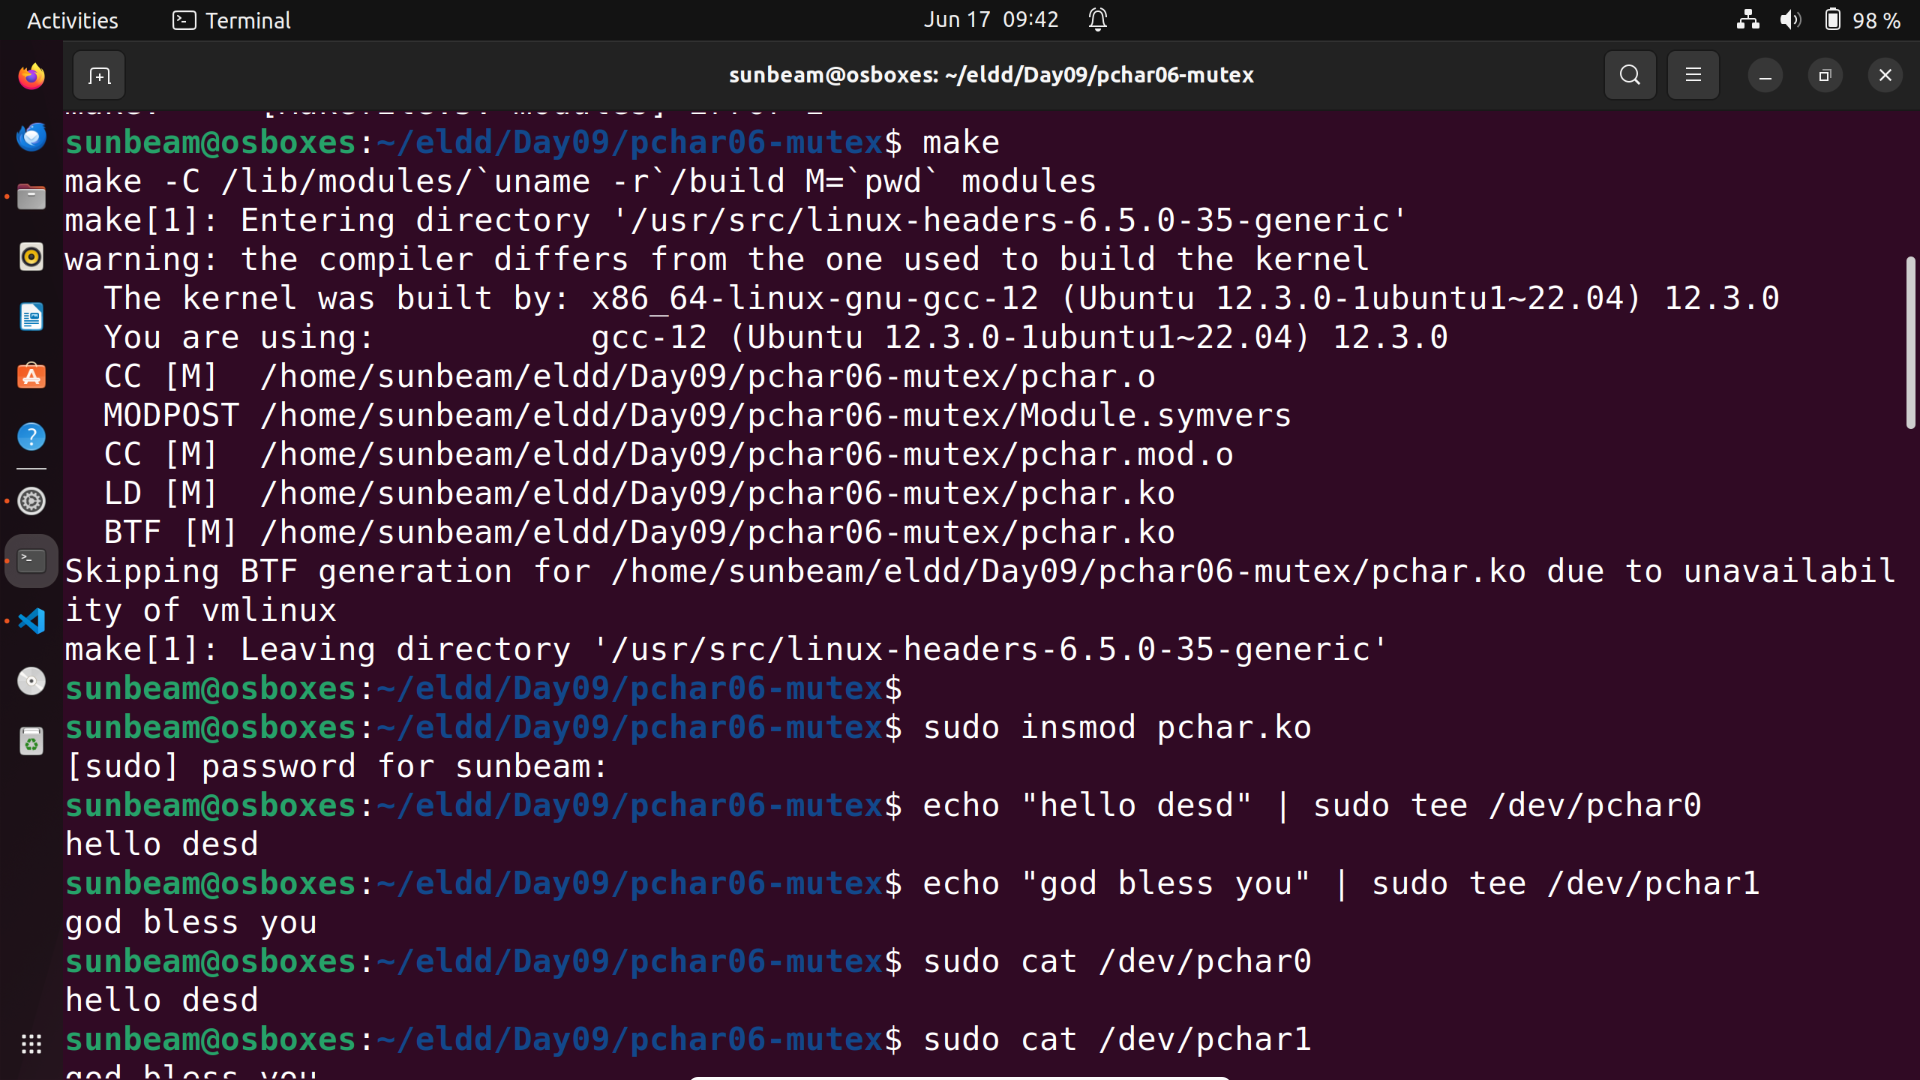 Activities Terminal Jun 17 09:42 98 %
sunbeam@osboxes: ~/eldd/Day09/pchar06-mutex
sunbeam@osboxes:~/eldd/Day09/pchar06-mutex$ make
make -C /lib/modules/`uname -r`/build M=`pwd` modules
make[1]: Entering directory '/usr/src/linux-headers-6.5.0-35-generic'
warning: the compiler differs from the one used to build the kernel
  The kernel was built by: x86_64-linux-gnu-gcc-12 (Ubuntu 12.3.0-1ubuntu1~22.04) 12.3.0
  You are using:           gcc-12 (Ubuntu 12.3.0-1ubuntu1~22.04) 12.3.0
  CC [M]  /home/sunbeam/eldd/Day09/pchar06-mutex/pchar.o
  MODPOST /home/sunbeam/eldd/Day09/pchar06-mutex/Module.symvers
  CC [M]  /home/sunbeam/eldd/Day09/pchar06-mutex/pchar.mod.o
  LD [M]  /home/sunbeam/eldd/Day09/pchar06-mutex/pchar.ko
  BTF [M] /home/sunbeam/eldd/Day09/pchar06-mutex/pchar.ko
Skipping BTF generation for /home/sunbeam/eldd/Day09/pchar06-mutex/pchar.ko due to unavailabil
ity of vmlinux
make[1]: Leaving directory '/usr/src/linux-headers-6.5.0-35-generic'
sunbeam@osboxes:~/eldd/Day09/pchar06-mutex$
sunbeam@osboxes:~/eldd/Day09/pchar06-mutex$ sudo insmod pchar.ko
[sudo] password for sunbeam:
sunbeam@osboxes:~/eldd/Day09/pchar06-mutex$ echo "hello desd" | sudo tee /dev/pchar0
hello desd
sunbeam@osboxes:~/eldd/Day09/pchar06-mutex$ echo "god bless you" | sudo tee /dev/pchar1
god bless you
sunbeam@osboxes:~/eldd/Day09/pchar06-mutex$ sudo cat /dev/pchar0
hello desd
sunbeam@osboxes:~/eldd/Day09/pchar06-mutex$ sudo cat /dev/pchar1
god bless you